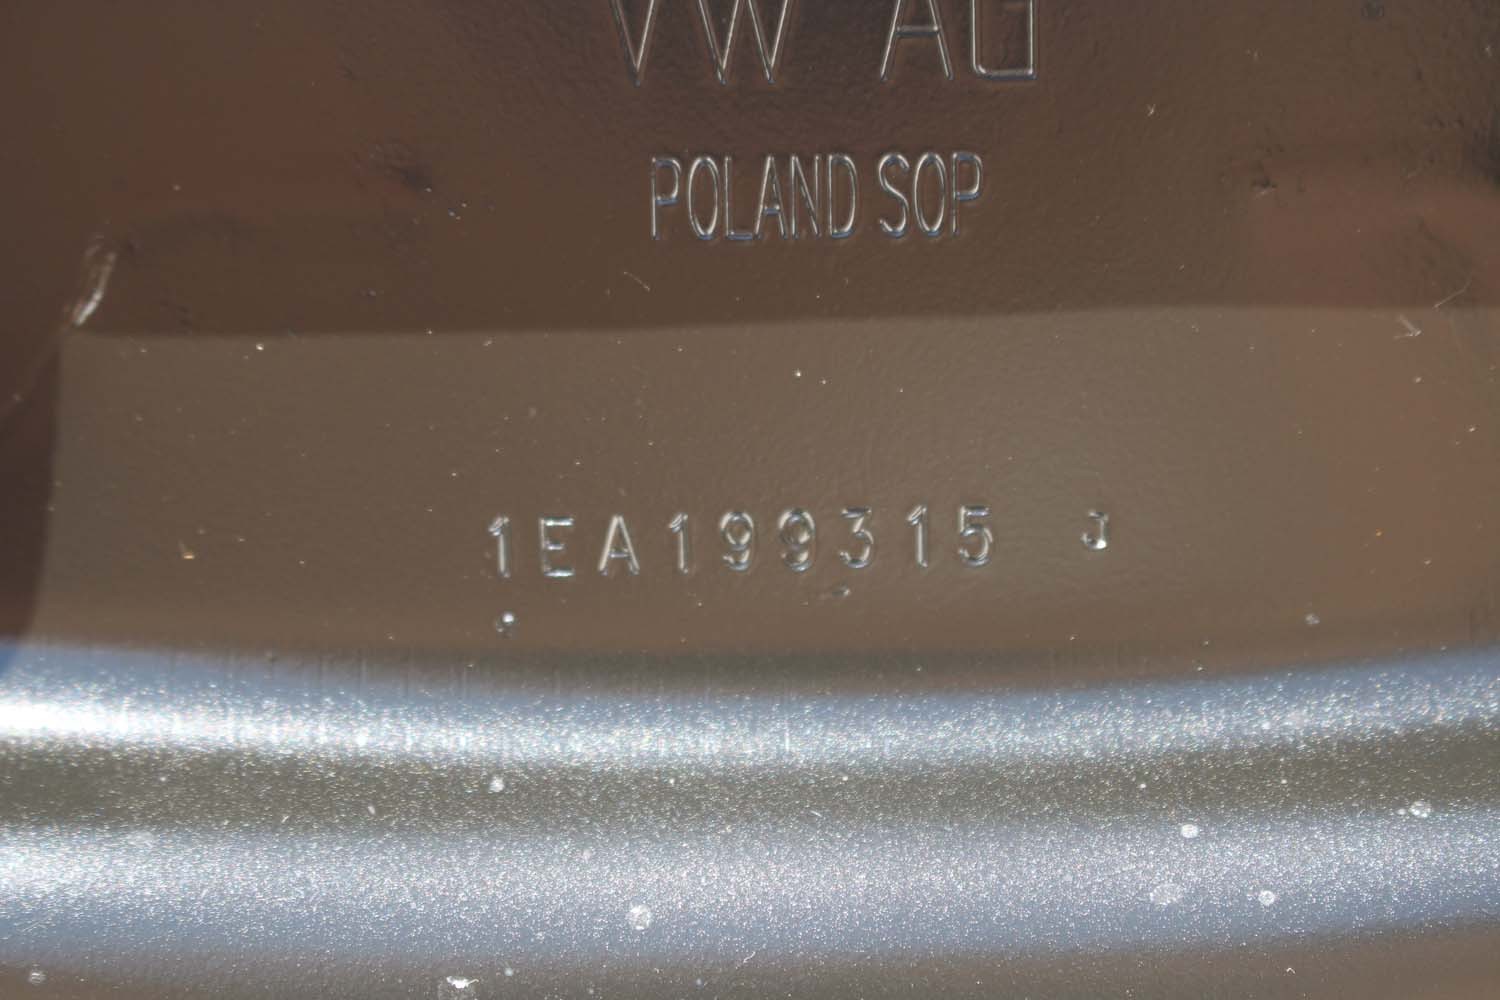 VW AG
POLAND SOP
1EA199315 J